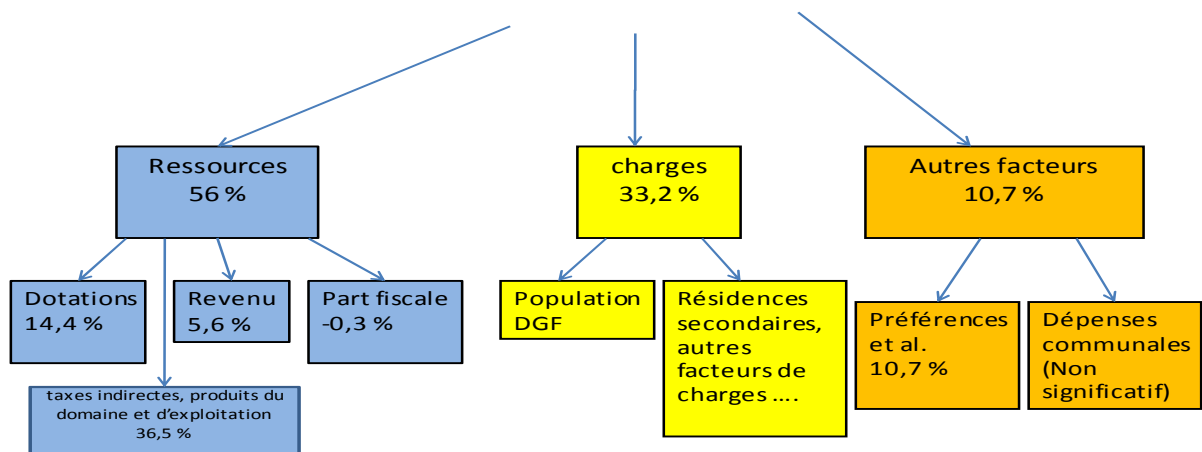 Ressources
56 %
charges
33,2 %
Autres facteurs
10,7 %
Dotations
14,4 %
Revenu
5,6 %
Part fiscale
-0,3 %
taxes indirectes, produits du
domaine et d'exploitation
36,5 %
Population
DGF
Résidences
secondaires,
autres
facteurs de
charges ….
Préférences
et al.
10,7 %
Dépenses
communales
(Non
significatif)